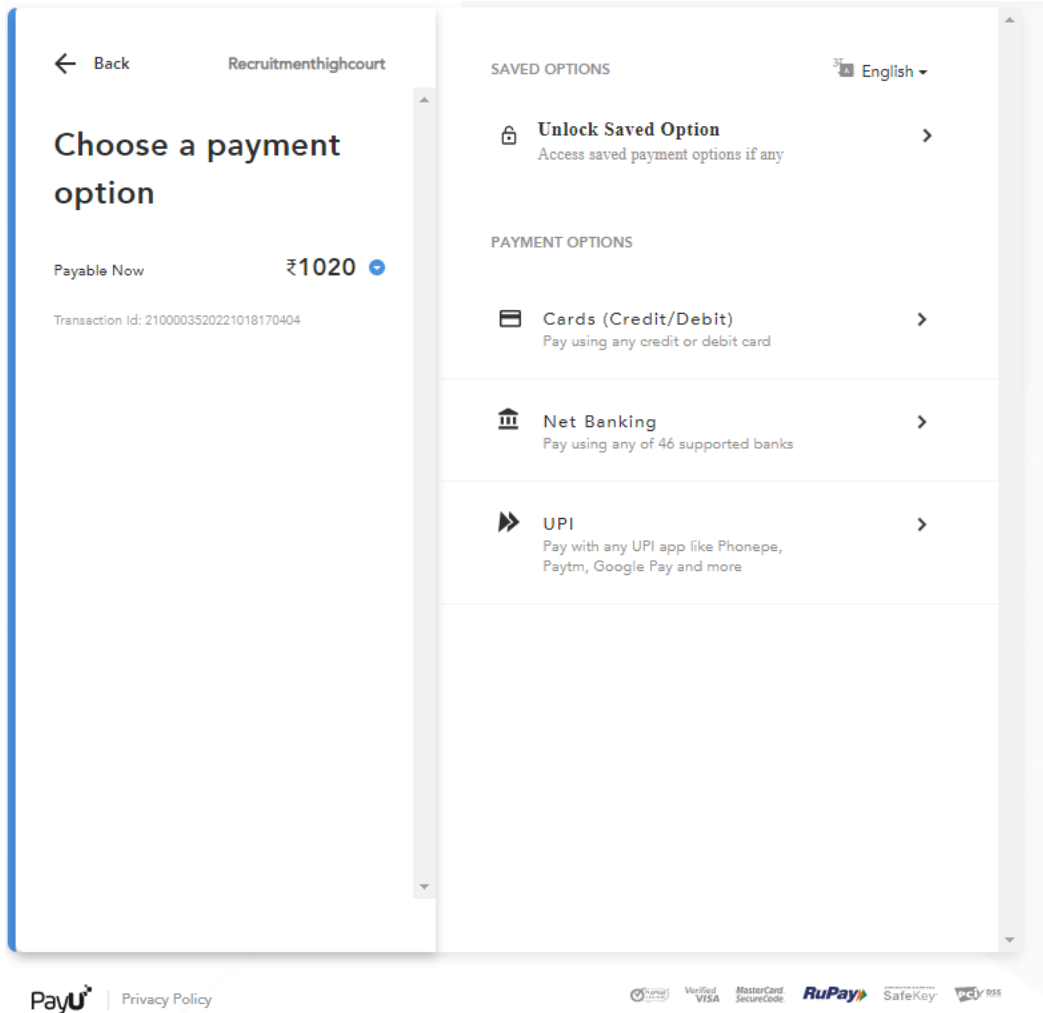 Back
Recruitmenthighcourt
Choose a payment
option
Payable Now
₹1020
Transaction Id: 2100003520221018170404
SAVED OPTIONS
English
Unlock Saved Option
Access saved payment options if any
PAYMENT OPTIONS
Cards (Credit/Debit)
Pay using any credit or debit card
Net Banking
Pay using any of 46 supported banks
UPI
Pay with any UPI app like Phonepe,
Paytm, Google Pay and more
PayU
Privacy Policy
Verified
VISA
MasterCard.
SecureCode.
RuPay
SafeKey
PCI DSS